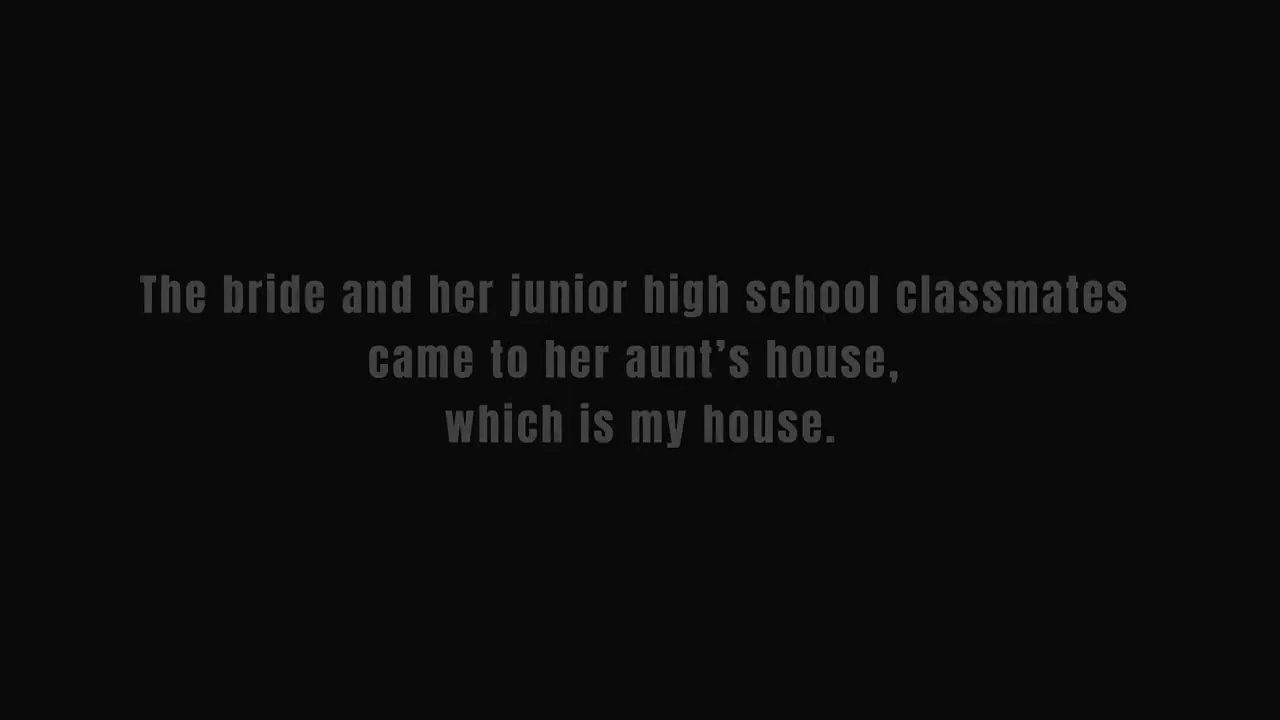 The bride and her junior high school classmates
came to her aunt’s house,
which is my house.